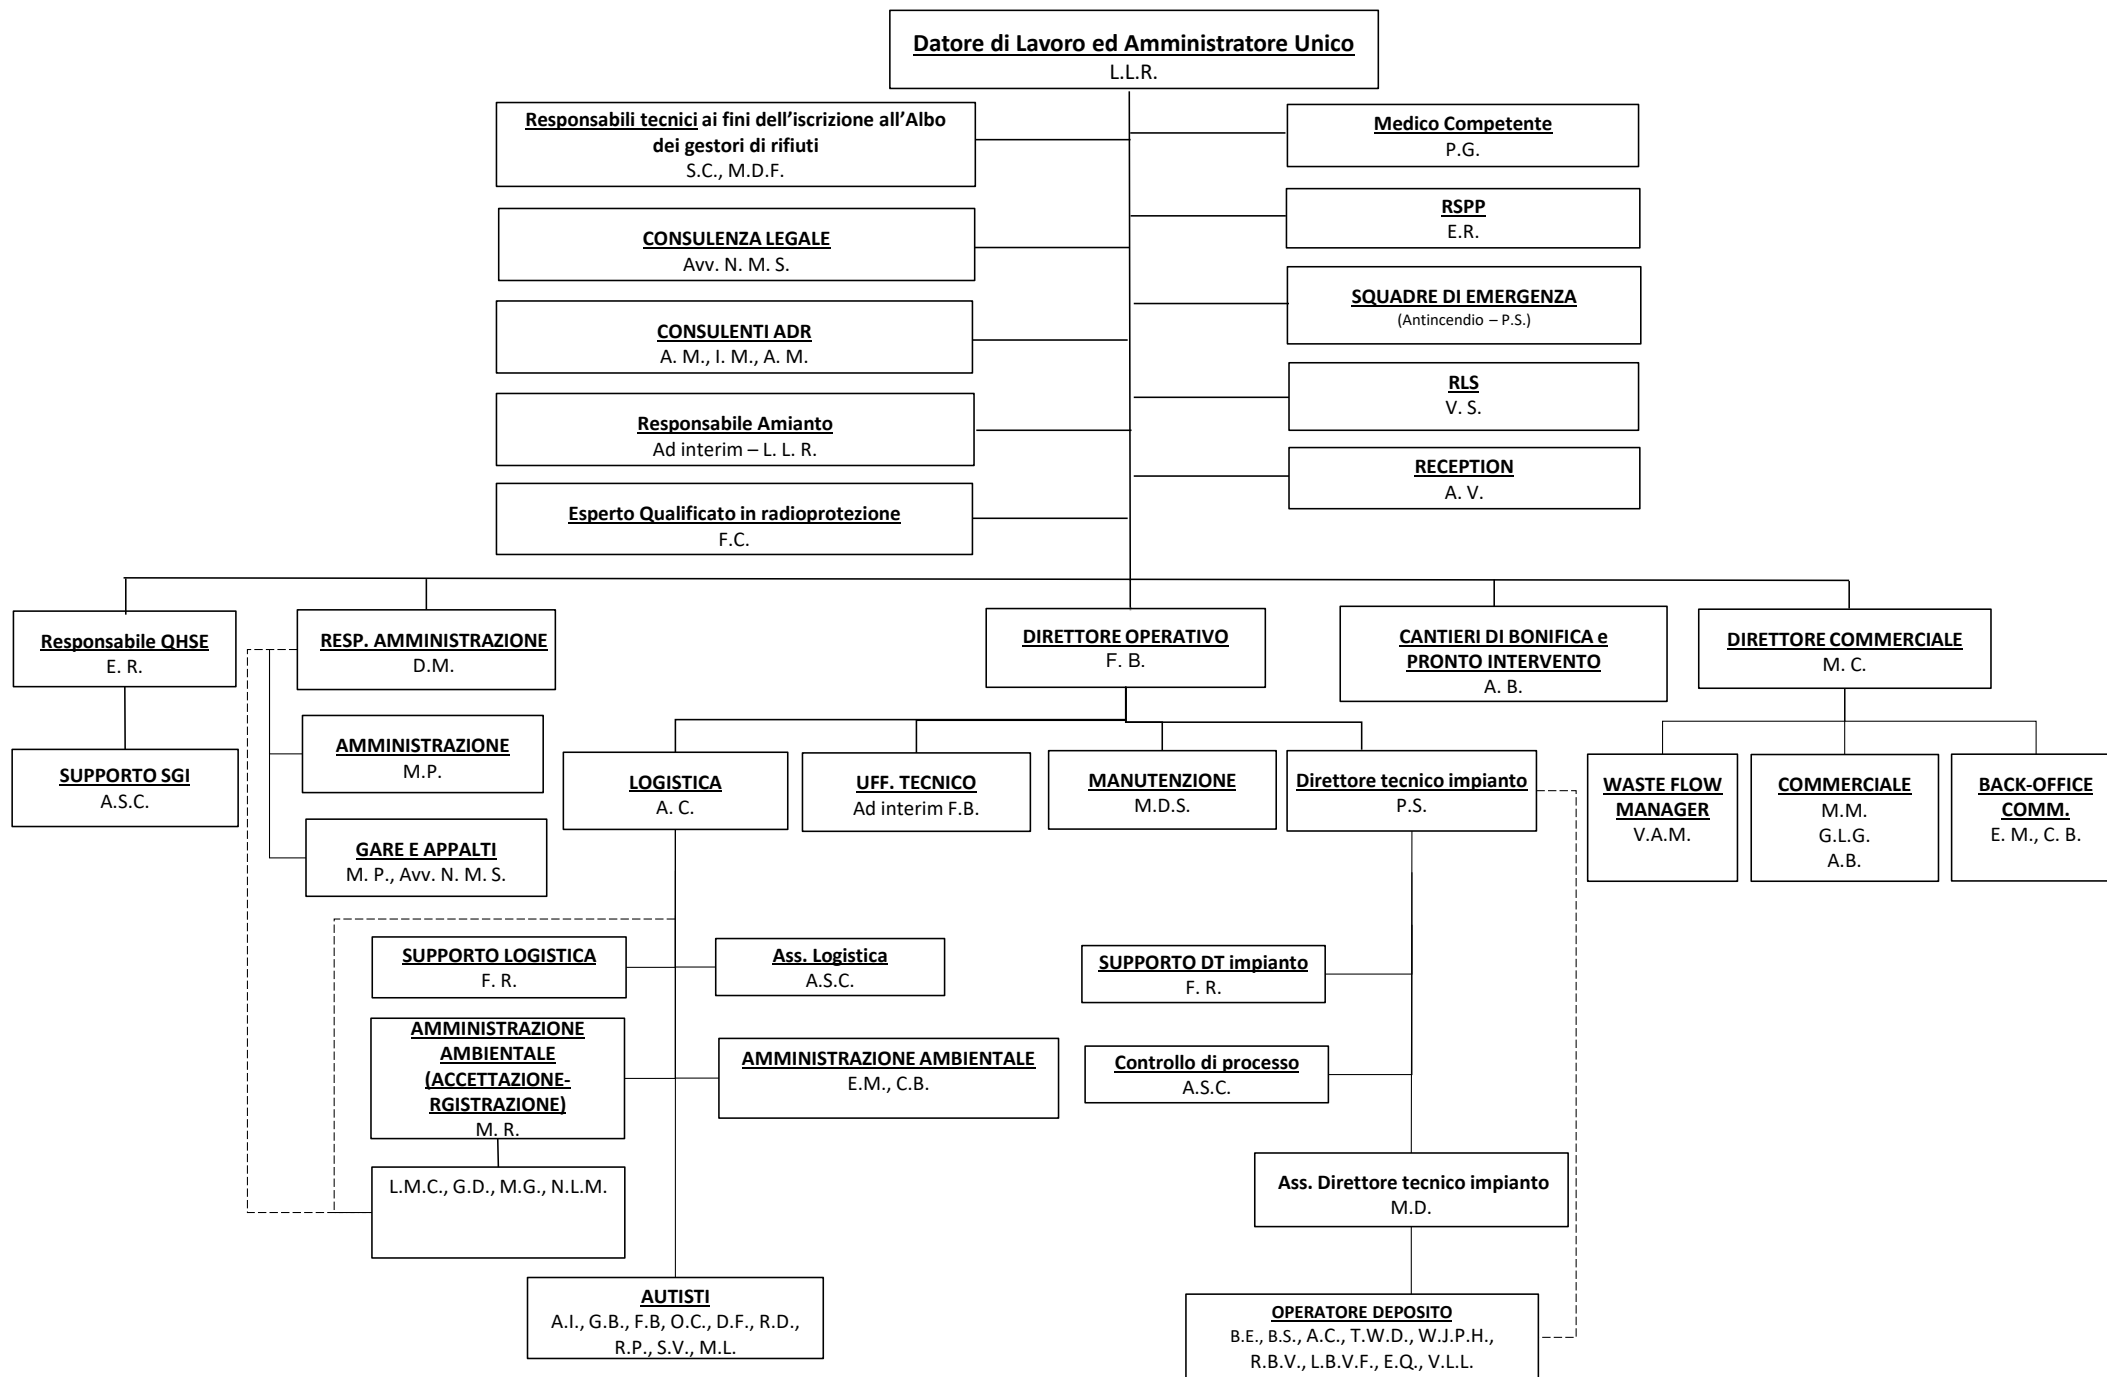 Datore di Lavoro ed Amministratore Unico
L.L.R.
Responsabili tecnici ai fini dell'iscrizione all'Albo
dei gestori di rifiuti
S.C., M.D.F.
Medico Competente
P.G.
CONSULENZA LEGALE
Avv. N. M. S.
RSPP
E.R.
SQUADRE DI EMERGENZA
(Antincendio – P.S.)
CONSULENTI ADR
A. M., I. M., A. M.
RLS
V. S.
Responsabile Amianto
Ad interim – L. L. R.
RECEPTION
A. V.
Esperto Qualificato in radioprotezione
F.C.
Responsabile QHSE
E. R.
RESP. AMMINISTRAZIONE
D.M.
DIRETTORE OPERATIVO
F. B.
CANTIERI DI BONIFICA e
PRONTO INTERVENTO
A. B.
DIRETTORE COMMERCIALE
M. C.
SUPPORTO SGI
A.S.C.
AMMINISTRAZIONE
M.P.
GARE E APPALTI
M. P., Avv. N. M. S.
LOGISTICA
A. C.
UFF. TECNICO
Ad interim F.B.
MANUTENZIONE
M.D.S.
Direttore tecnico impianto
P.S.
WASTE FLOW
MANAGER
V.A.M.
COMMERCIALE
M.M.
G.L.G.
A.B.
BACK-OFFICE
COMM.
E. M., C. B.
SUPPORTO LOGISTICA
F. R.
Ass. Logistica
A.S.C.
SUPPORTO DT impianto
F. R.
AMMINISTRAZIONE
AMBIENTALE
(ACCETTAZIONE-
RGISTRAZIONE)
M. R.
AMMINISTRAZIONE AMBIENTALE
E.M., C.B.
Controllo di processo
A.S.C.
L.M.C., G.D., M.G., N.L.M.
Ass. Direttore tecnico impianto
M.D.
AUTISTI
A.I., G.B., F.B, O.C., D.F., R.D.,
R.P., S.V., M.L.
OPERATORE DEPOSITO
B.E., B.S., A.C., T.W.D., W.J.P.H.,
R.B.V., L.B.V.F., E.Q., V.L.L.